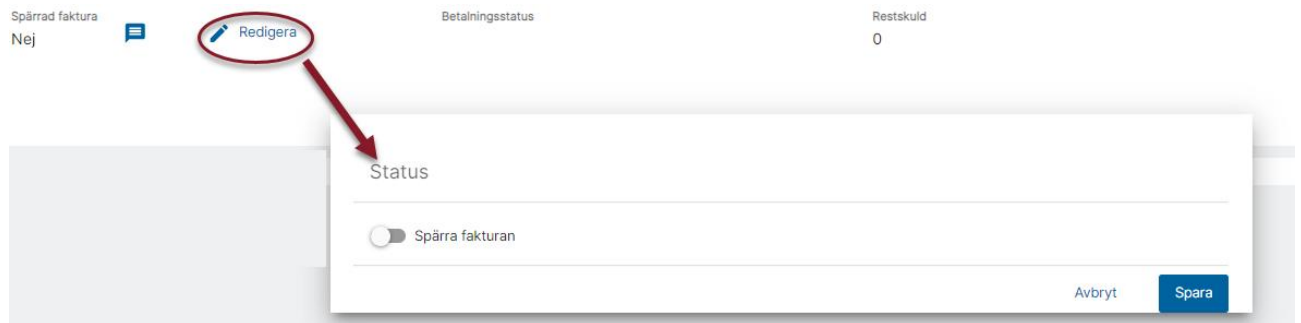 Spärrad faktura
Nej
Redigera
Betalningsstatus
Restskuld
0
Status
Spärra fakturan
Avbryt
Spara